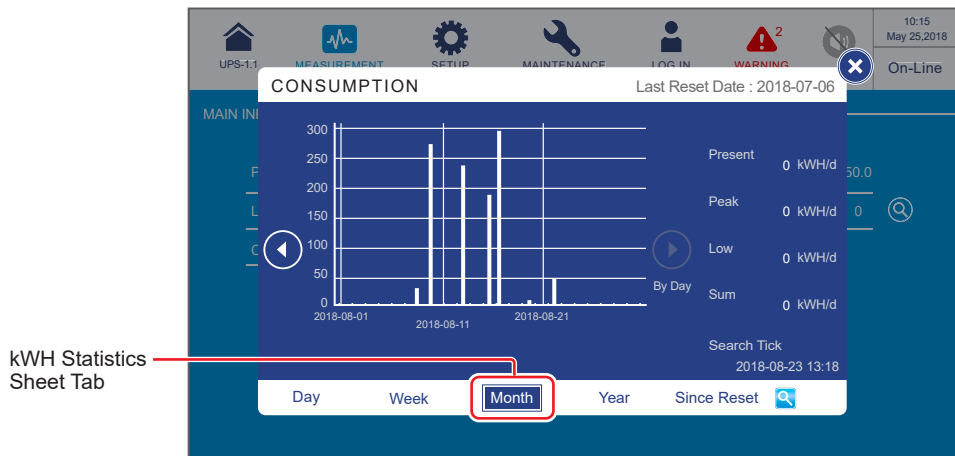 10:15
May 25,2018
UPS-1.1
MEASUREMENT
SETUP
MAINTENANCE
LOG IN
2
WARNING
On-Line
CONSUMPTION
Last Reset Date : 2018-07-06
MAIN IN
300
250
200
150
100
50
0
2018-08-01
2018-08-11
2018-08-21
By Day
Present
0 kWH/d
50.0
Peak
0 kWH/d
0
Low
0 kWH/d
Sum
0 kWH/d
Search Tick
2018-08-23 13:18
kWH Statistics
Sheet Tab
Day Week Month Year Since Reset